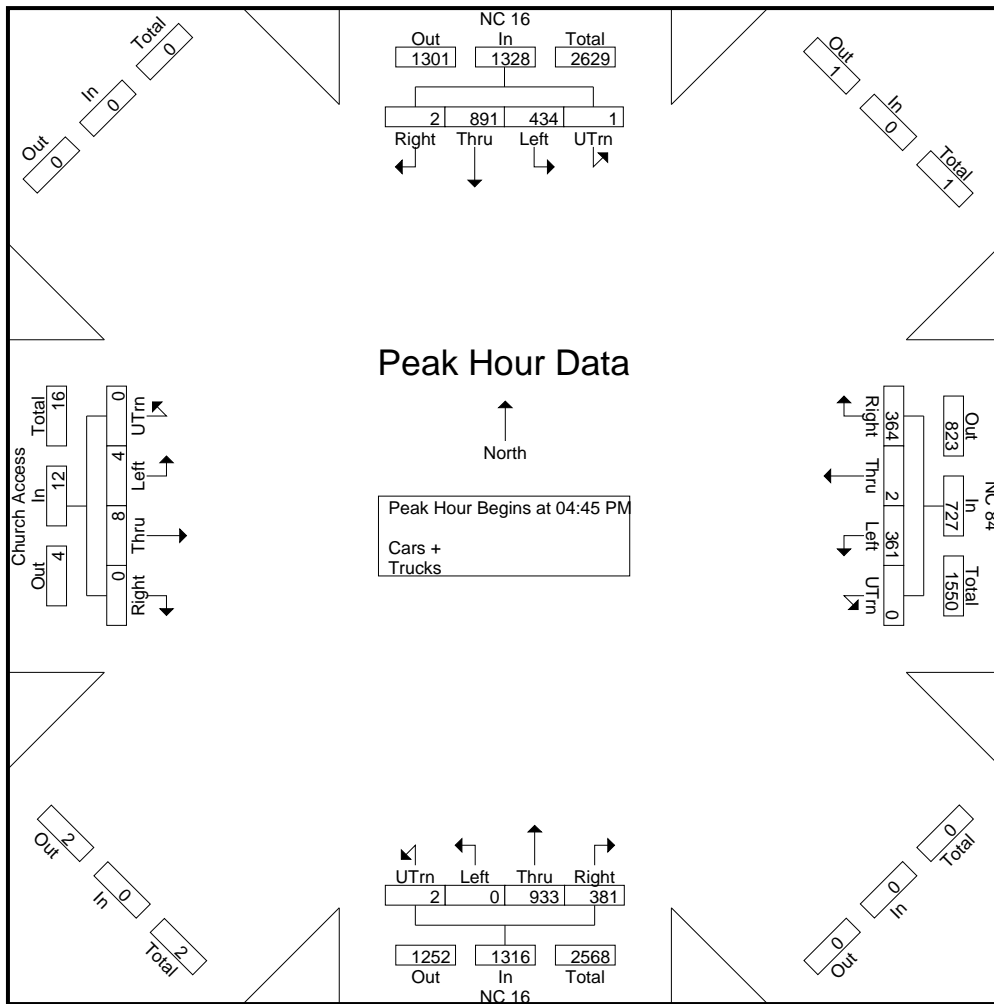 NC 16
Out In Total
1301 1328 2629
2 891 434 1
Right Thru Left UTrn
Total
0
In
0
Out
0
Out
1
In
0
Total
1
Peak Hour Data
North
Peak Hour Begins at 04:45 PM
Cars +
Trucks
Church Access
Out In Total
4 12 16
0 8 4 0
Right Thru Left UTrn
NC 84
Out In Total
823 727 1550
364 2 361 0
Right Thru Left UTrn
2
Out
0
In
2
Total
0
Total
0
In
0
Out
UTrn Left Thru Right
2 0 933 381
1252 1316 2568
Out In Total
NC 16